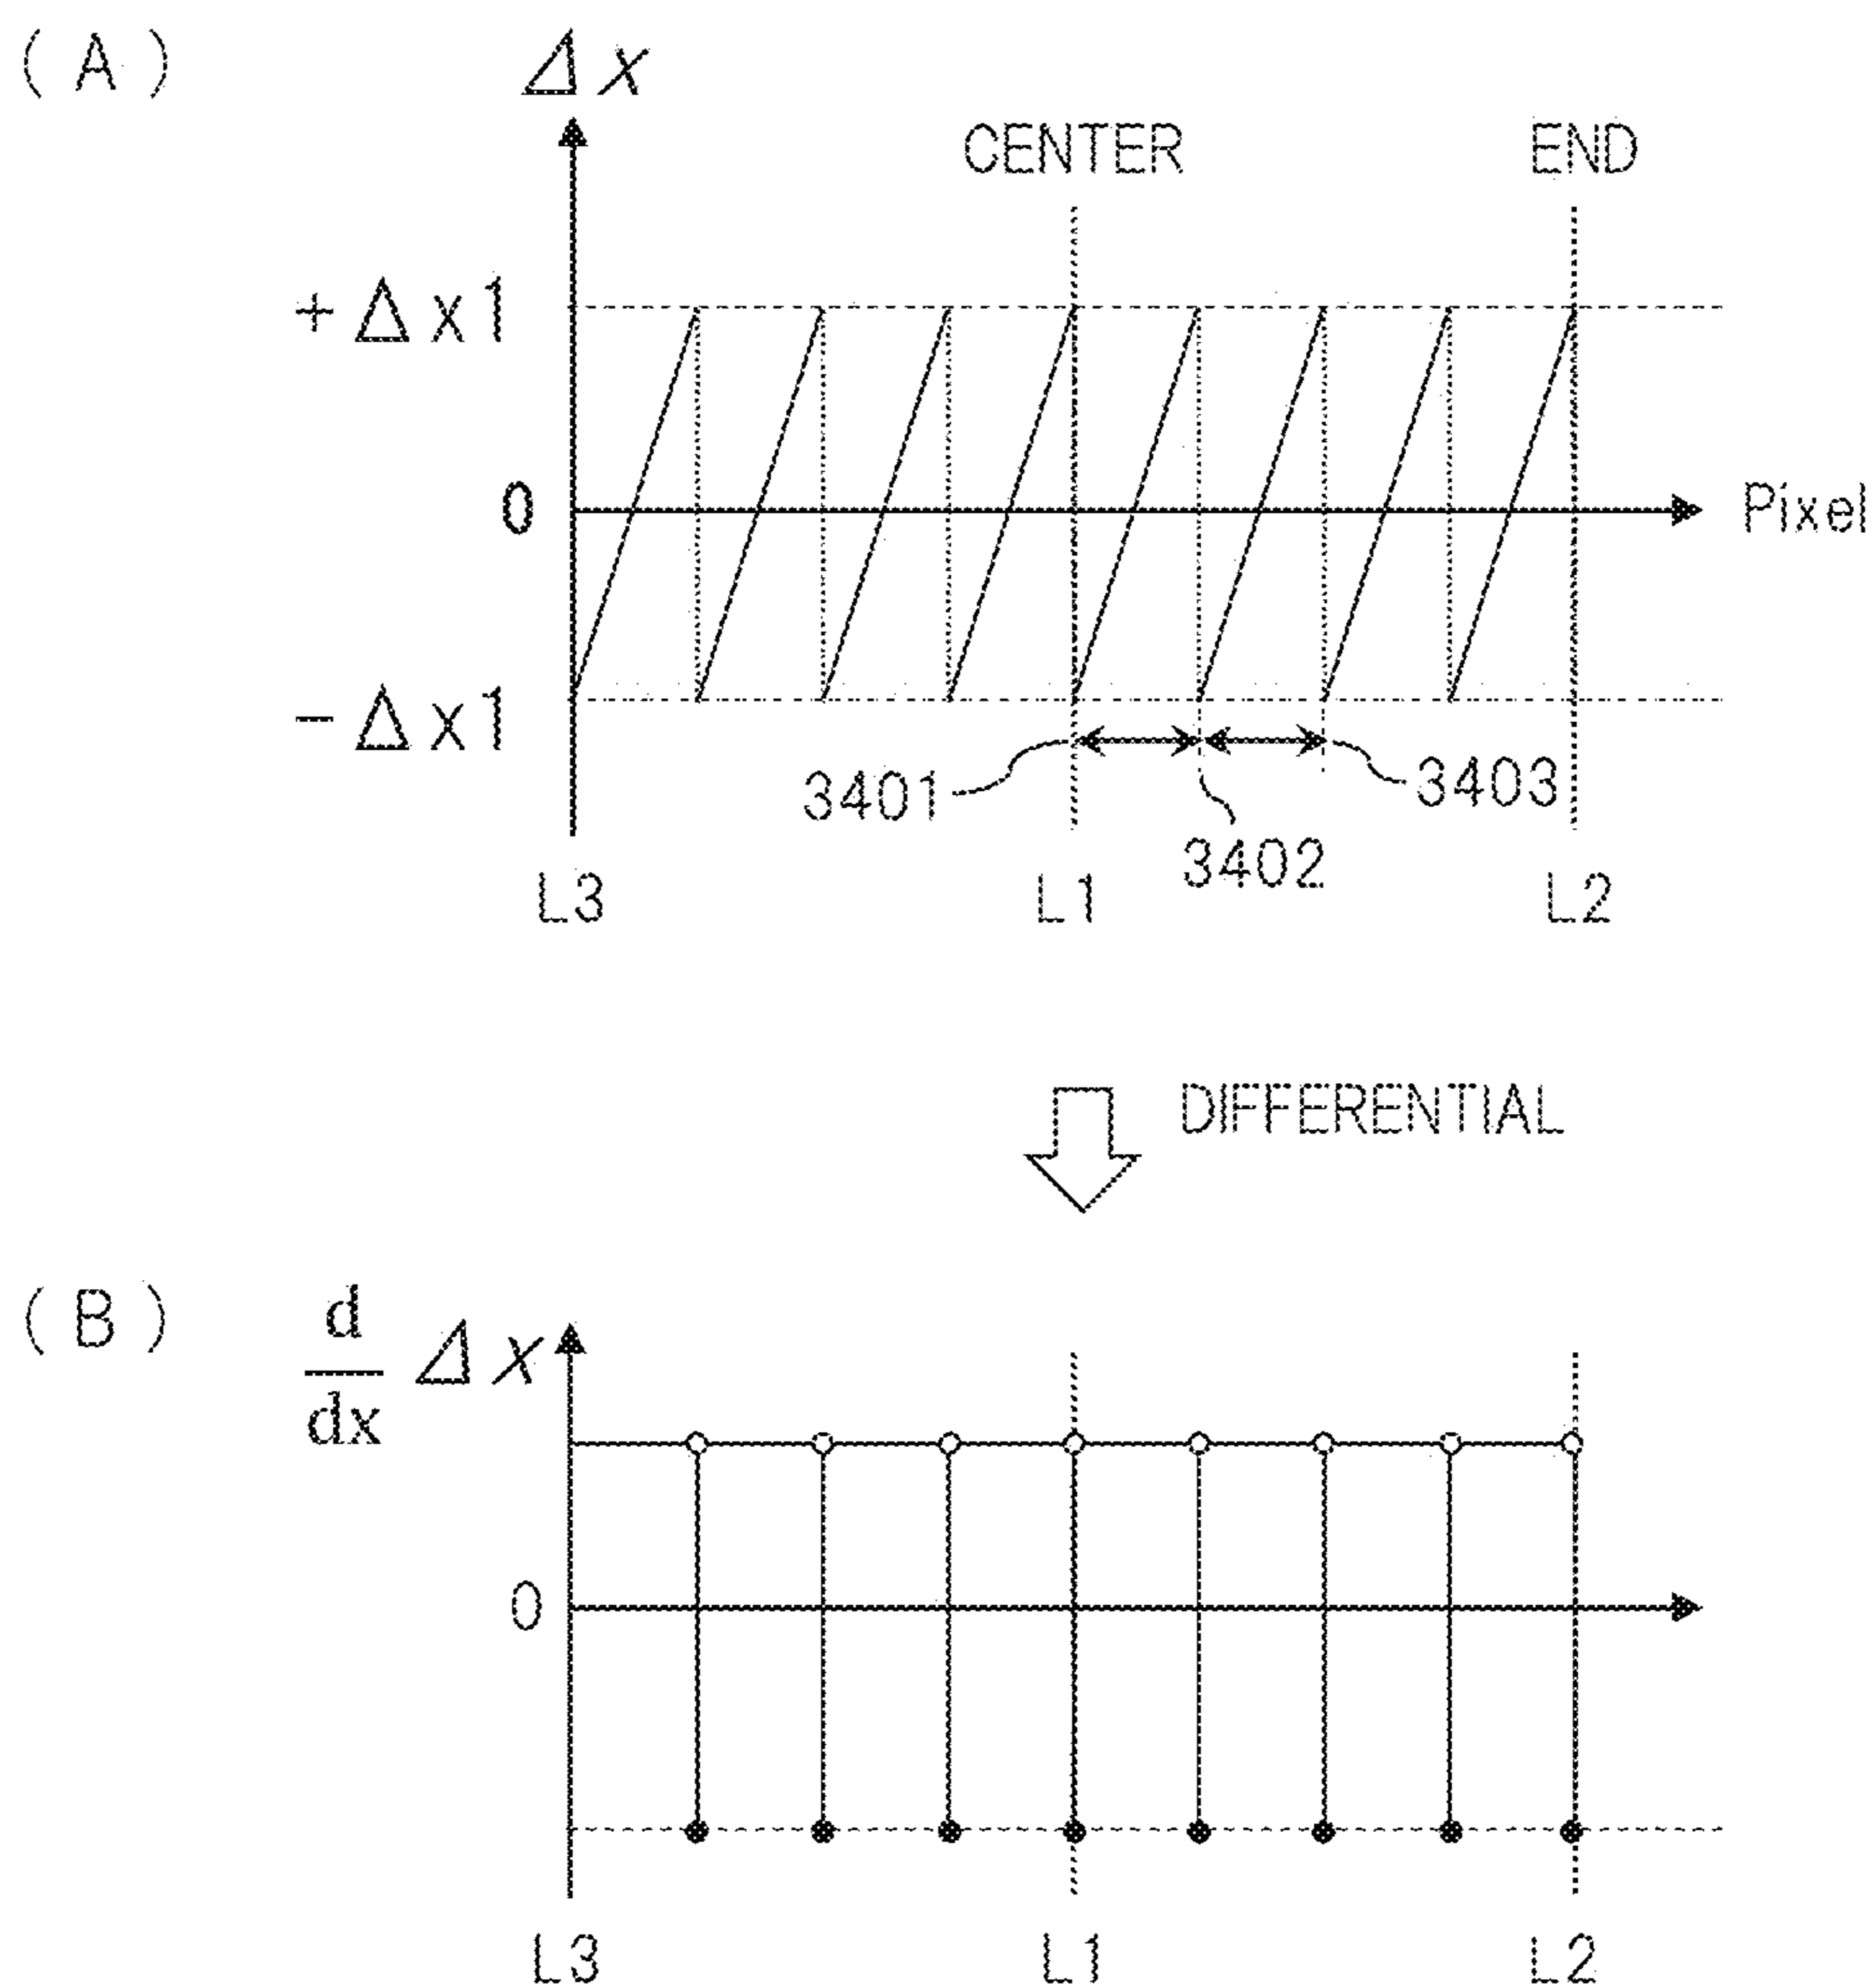 ( A )
Δx
CENTER
END
+Δx1
0
Pixel
−Δx1
3401
3403
3402
L3
L1
L2
DIFFERENTIAL
( B )
d
dx
Δx
0
L3
L1
L2